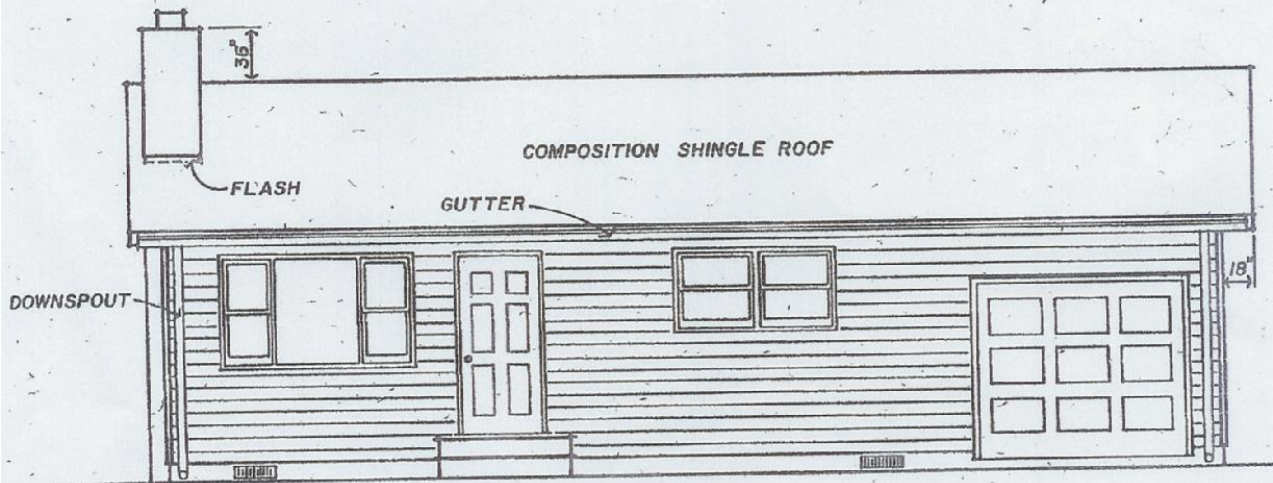 36"
COMPOSITION SHINGLE ROOF
FLASH
GUTTER
18"
DOWNSPOUT